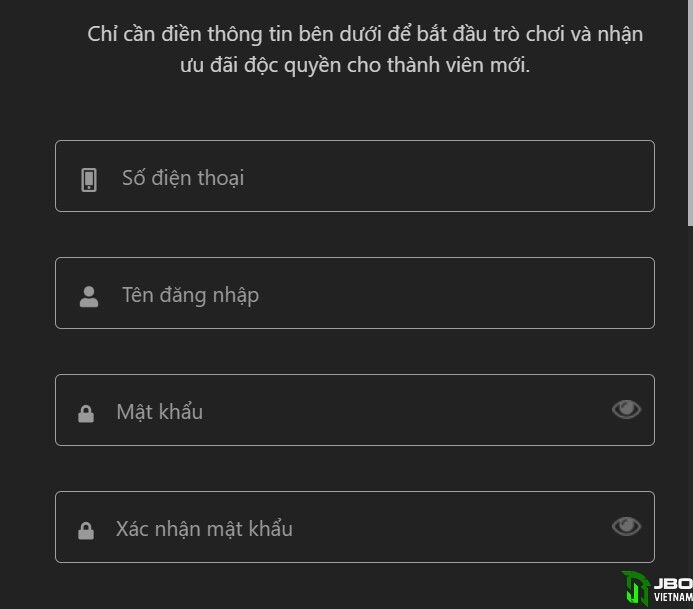 Chỉ cần điền thông tin bên dưới để bắt đầu trò chơi và nhận
ưu đãi độc quyền cho thành viên mới.
Số điện thoại
Tên đăng nhập
Mật khẩu
Xác nhận mật khẩu
JBO
VIETNAM